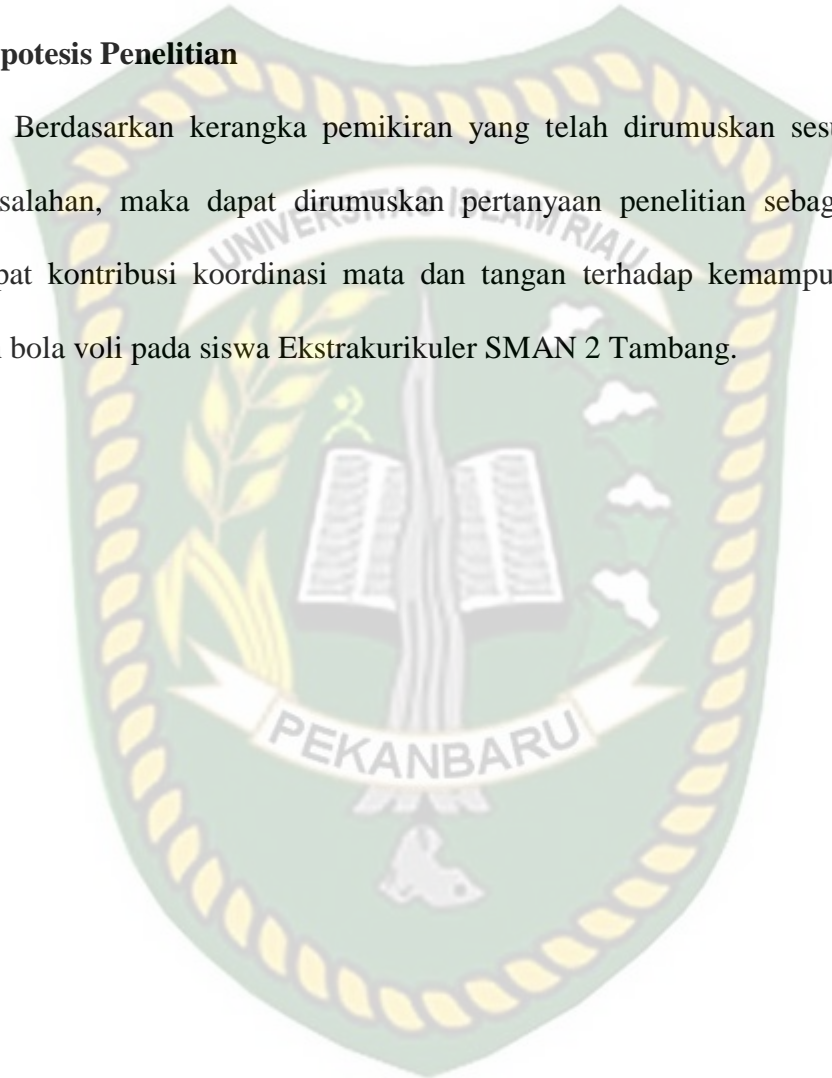 potesis Penelitian
Berdasarkan kerangka pemikiran yang telah dirumuskan sesu
salahan, maka dapat dirumuskan pertanyaan penelitian sebag
UNIVERSITAS ISLAM RIAU
pat kontribusi koordinasi mata dan tangan terhadap kemampu
bola voli pada siswa Ekstrakurikuler SMAN 2 Tambang.
PEKANBARU